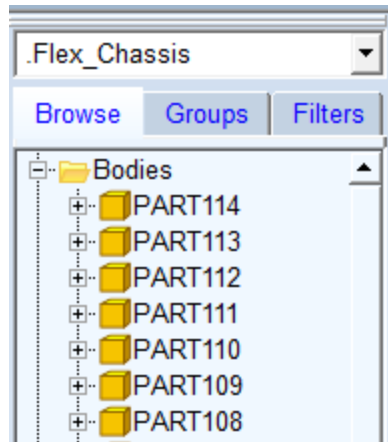 .Flex_Chassis
Browse Groups Filters
Bodies
PART114
PART113
PART112
PART111
PART110
PART109
PART108